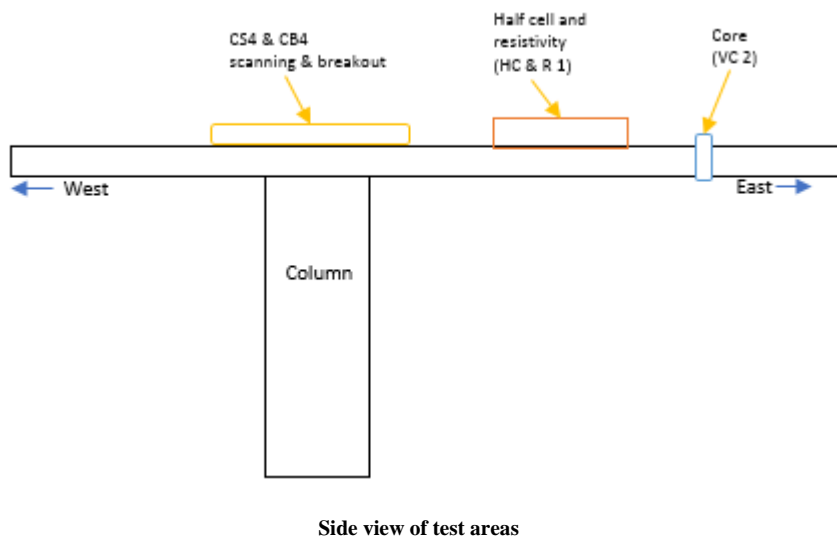 CS4 & CB4
scanning & breakout
Half cell and
resistivity
(HC & R 1)
Core
(VC 2)
West
East
Column
Side view of test areas